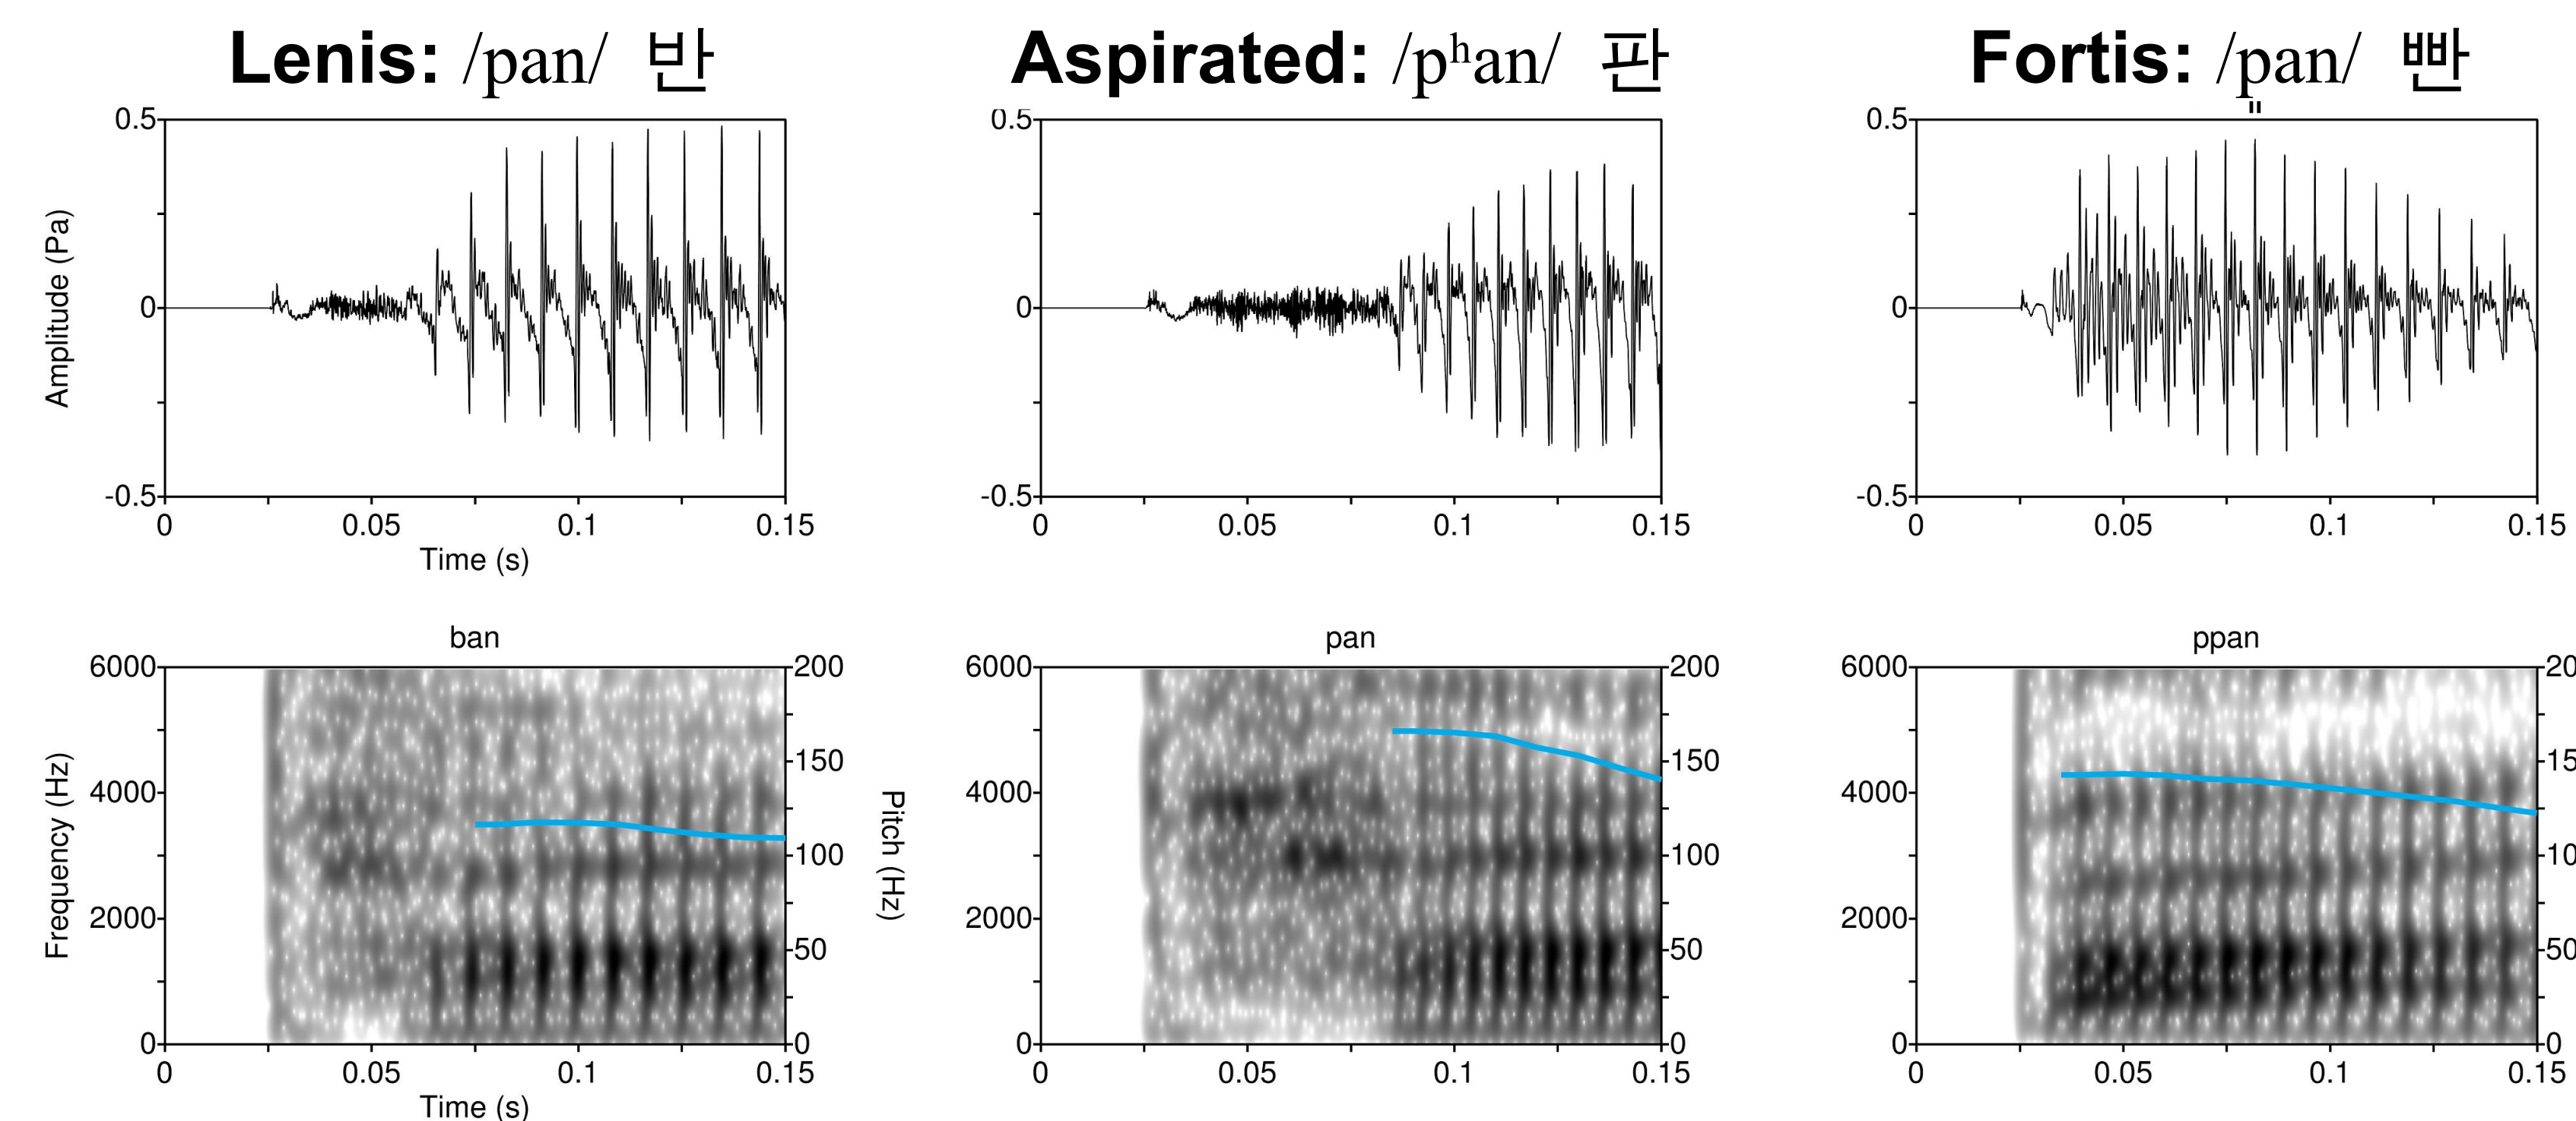 Lenis: /pan/ 반
Aspirated: /pʰan/ 판
Fortis: /p͈an/ 빤
0.5
0
-0.5
Amplitude (Pa)
0 0.05 0.1 0.15
Time (s)
0.5
0
-0.5
0 0.05 0.1 0.15
0.5
0
-0.5
0 0.05 0.1 0.15
ban
6000
4000
2000
0
Frequency (Hz)
200
150
100
50
0
Pitch (Hz)
0 0.05 0.1 0.15
Time (s)
pan
6000
4000
2000
0
200
150
100
50
0
0 0.05 0.1 0.15
ppan
6000
4000
2000
0
20
15
10
50
0
0 0.05 0.1 0.15